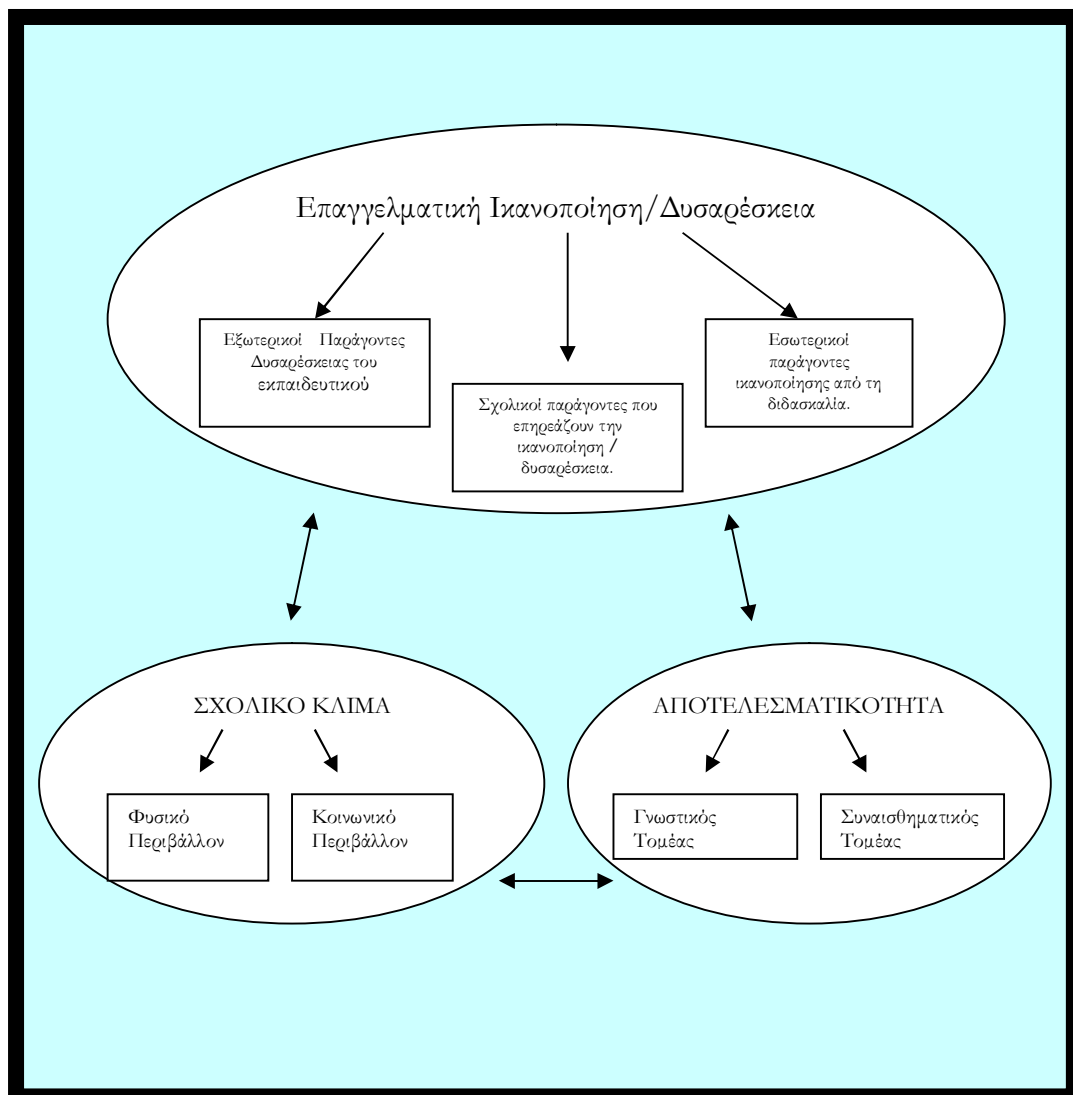 Επαγγελματική Ικανοποίηση/Δυσαρέσκεια
Εξωτερικοί Παράγοντες
Δυσαρέσκειας του
εκπαιδευτικού
Σχολικοί παράγοντες που
επηρεάζουν την
ικανοποίηση /
δυσαρέσκεια.
Εσωτερικοί
παράγοντες
ικανοποίησης από τη
διδασκαλία.
ΣΧΟΛΙΚΟ ΚΛΙΜΑ
Φυσικό
Περιβάλλον
Κοινωνικό
Περιβάλλον
ΑΠΟΤΕΛΕΣΜΑΤΙΚΟΤΗΤΑ
Γνωστικός
Τομέας
Συναισθηματικός
Τομέας